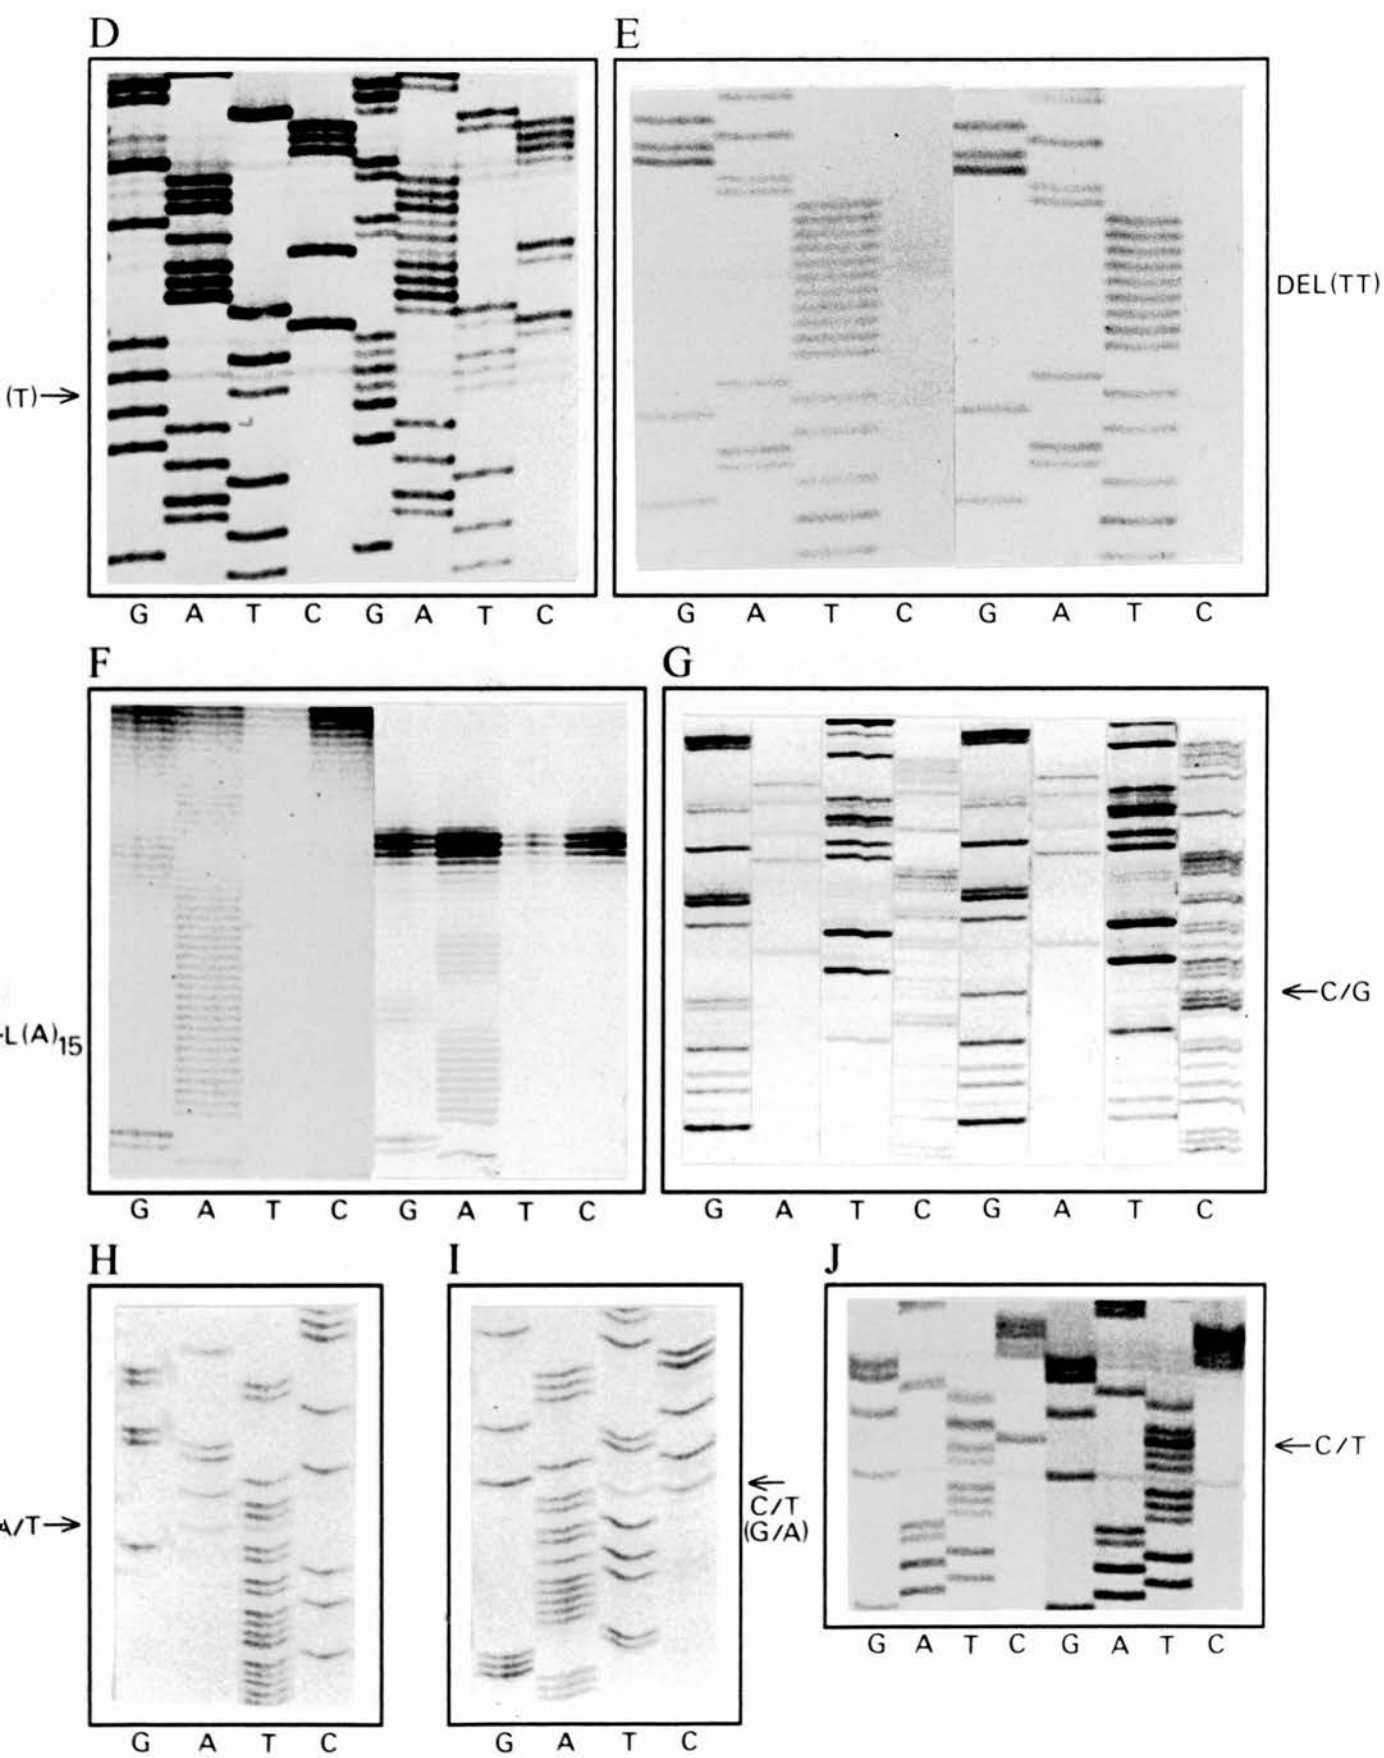 D
E
(T)→
DEL(TT)
G A T C G A T C
G A T C G A T C
F
G
L(A)15
←C/G
G A T C G A T C
G A T C G A T C
H
I
J
A/T→
←
C/T
(G/A)
←C/T
G A T C G A T C
G A T C
G A T C